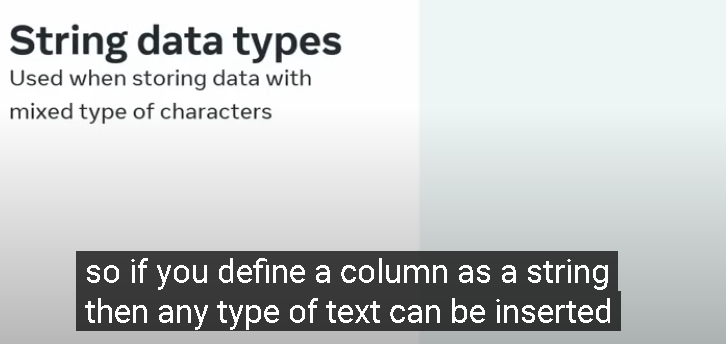 String data types
Used when storing data with
mixed type of characters
so if you define a column as a string
then any type of text can be inserted